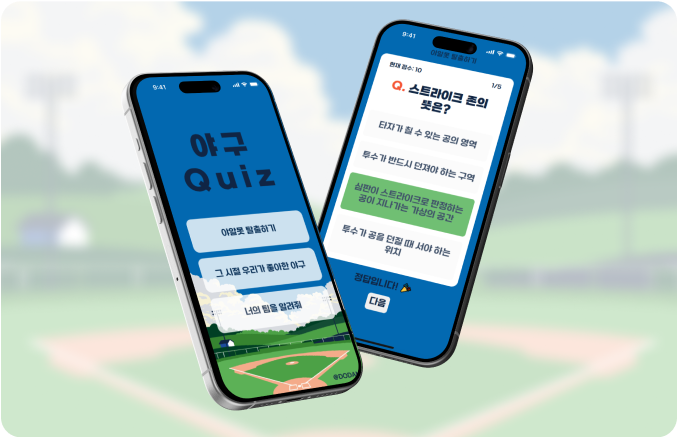 9:41
야구
Quiz
야알못 탈출하기
그 시절 우리가 좋아한 야구
너의 팀을 알려줘
9:41
야알못 탈출하기
현재 점수: 10
1/5
Q. 스트라이크 존의
뜻은?
타자가 칠 수 있는 공의 영역
투수가 반드시 던져야 하는 구역
심판이 스트라이크로 판정하는
공이 지나가는 가상의 공간
투수가 공을 던질 때 서야 하는
위치
정답입니다! 🎉
다음